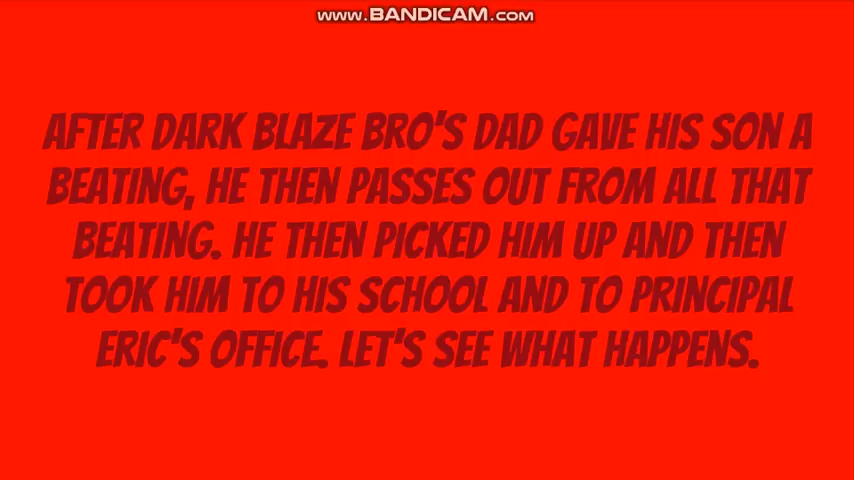 www.BANDICAM.com
AFTER DARK BLAZE BRO'S DAD GAVE HIS SON A
BEATING, HE THEN PASSES OUT FROM ALL THAT
BEATING. HE THEN PICKED HIM UP AND THEN
TOOK HIM TO HIS SCHOOL AND TO PRINCIPAL
ERIC'S OFFICE. LET'S SEE WHAT HAPPENS.